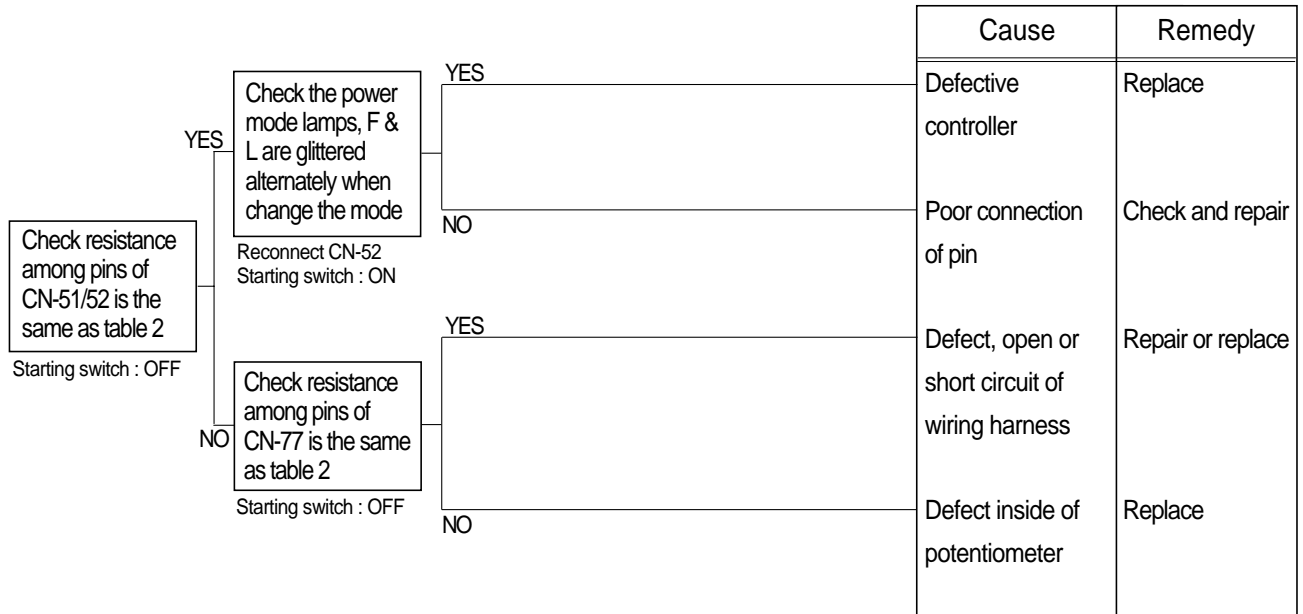 Cause
Remedy
YES
Check the power
mode lamps, F &
L are glittered
alternately when
change the mode
Reconnect CN-52
Starting switch : ON
YES
Defective
controller
Replace
NO
Poor connection
of pin
Check and repair
Check resistance
among pins of
CN-51/52 is the
same as table 2
Starting switch : OFF
NO
Check resistance
among pins of
CN-77 is the same
as table 2
Starting switch : OFF
YES
Defect, open or
short circuit of
wiring harness
Repair or replace
NO
Defect inside of
potentiometer
Replace